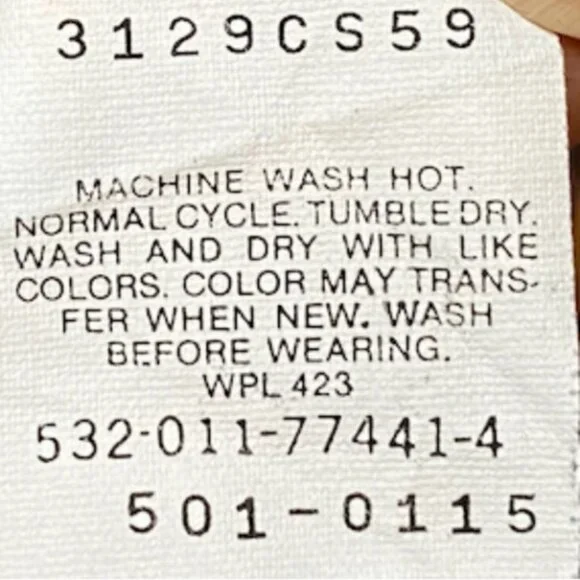 3129CS59
MACHINE WASH HOT.
NORMAL CYCLE. TUMBLE DRY.
WASH AND DRY WITH LIKE
COLORS. COLOR MAY TRANS-
FER WHEN NEW. WASH
BEFORE WEARING.
WPL 423
532-011-77441-4
501-0115